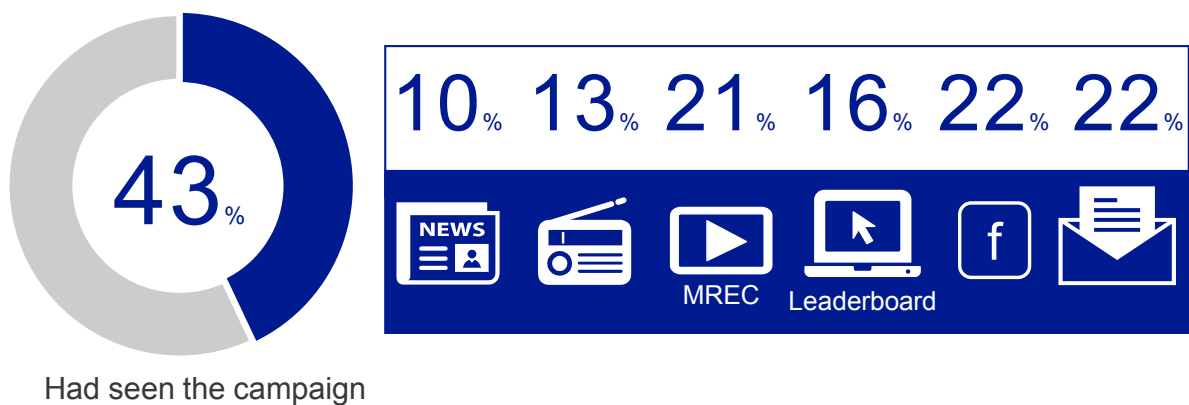 10% 13% 21% 16% 22% 22%
43%
NEWS
f
MREC
Leaderboard
Had seen the campaign